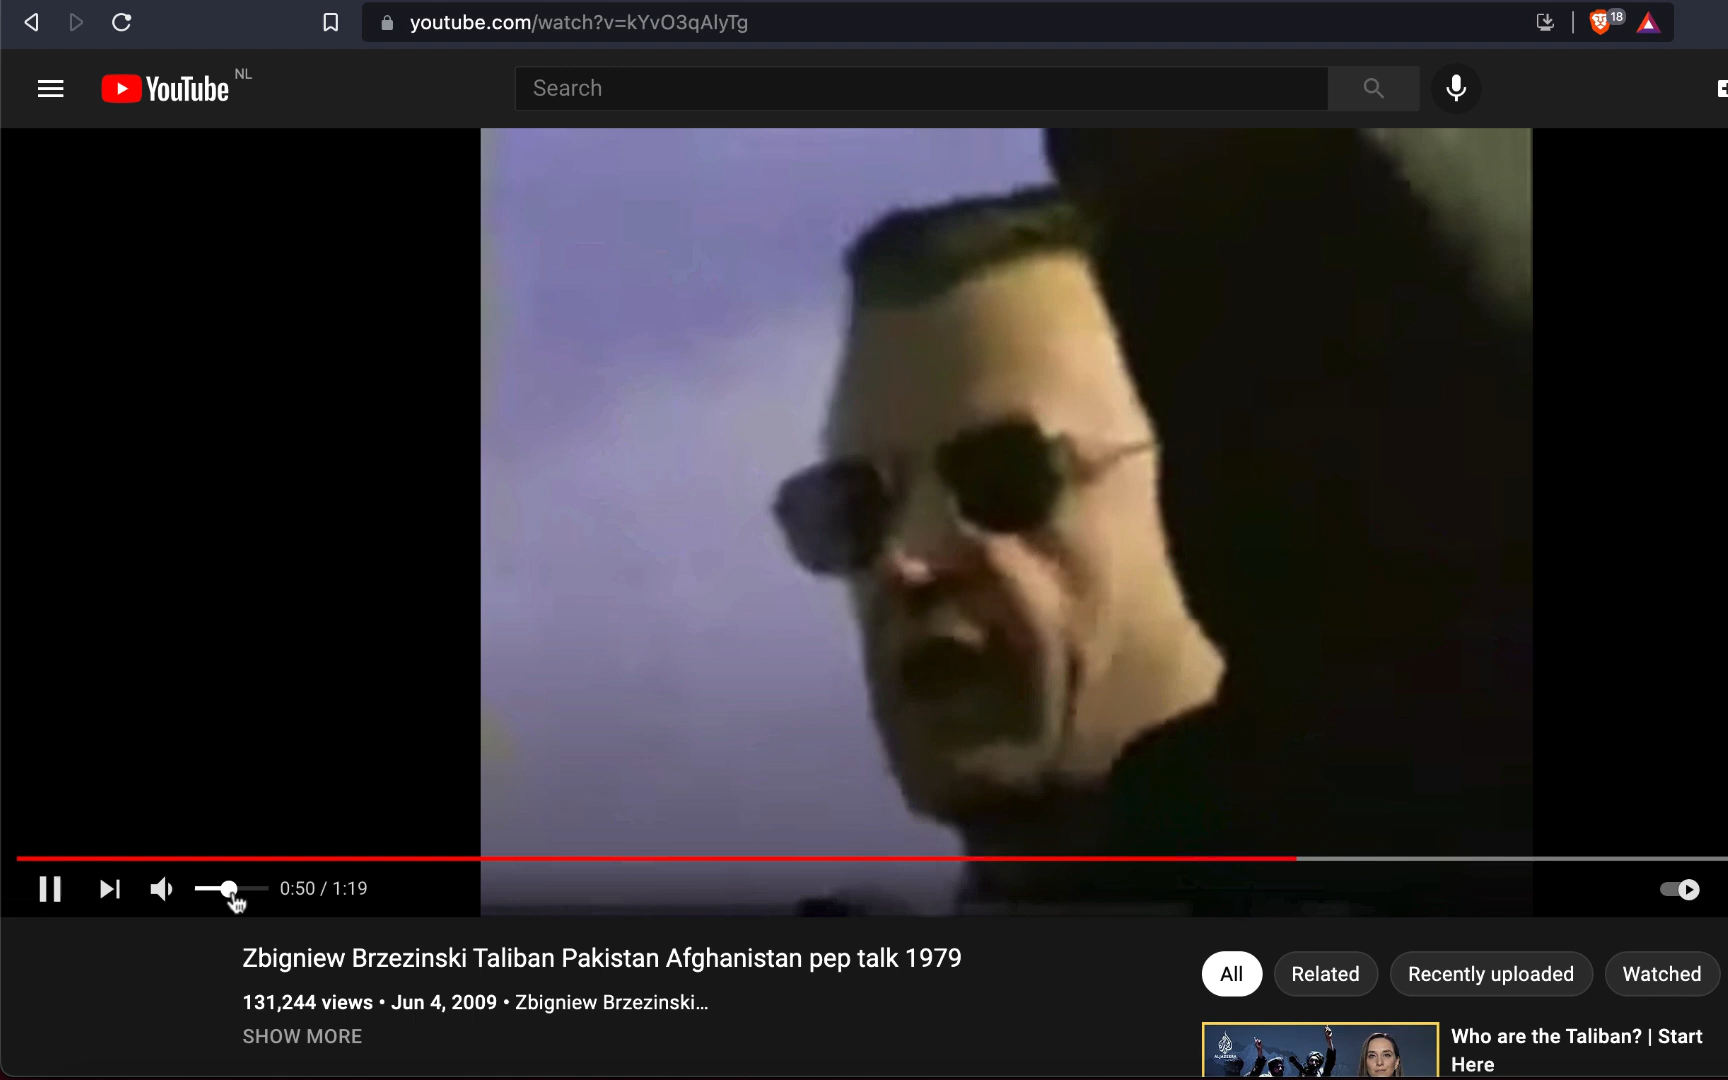 youtube.com/watch?v=kYvO3qAlyTg
18
YouTube NL
Search
0:50 / 1:19
Zbigniew Brzezinski Taliban Pakistan Afghanistan pep talk 1979
131,244 views • Jun 4, 2009 • Zbigniew Brzezinski...
SHOW MORE
All
Related
Recently uploaded
Watched
ALJAZEERA
Who are the Taliban? | Start
Here